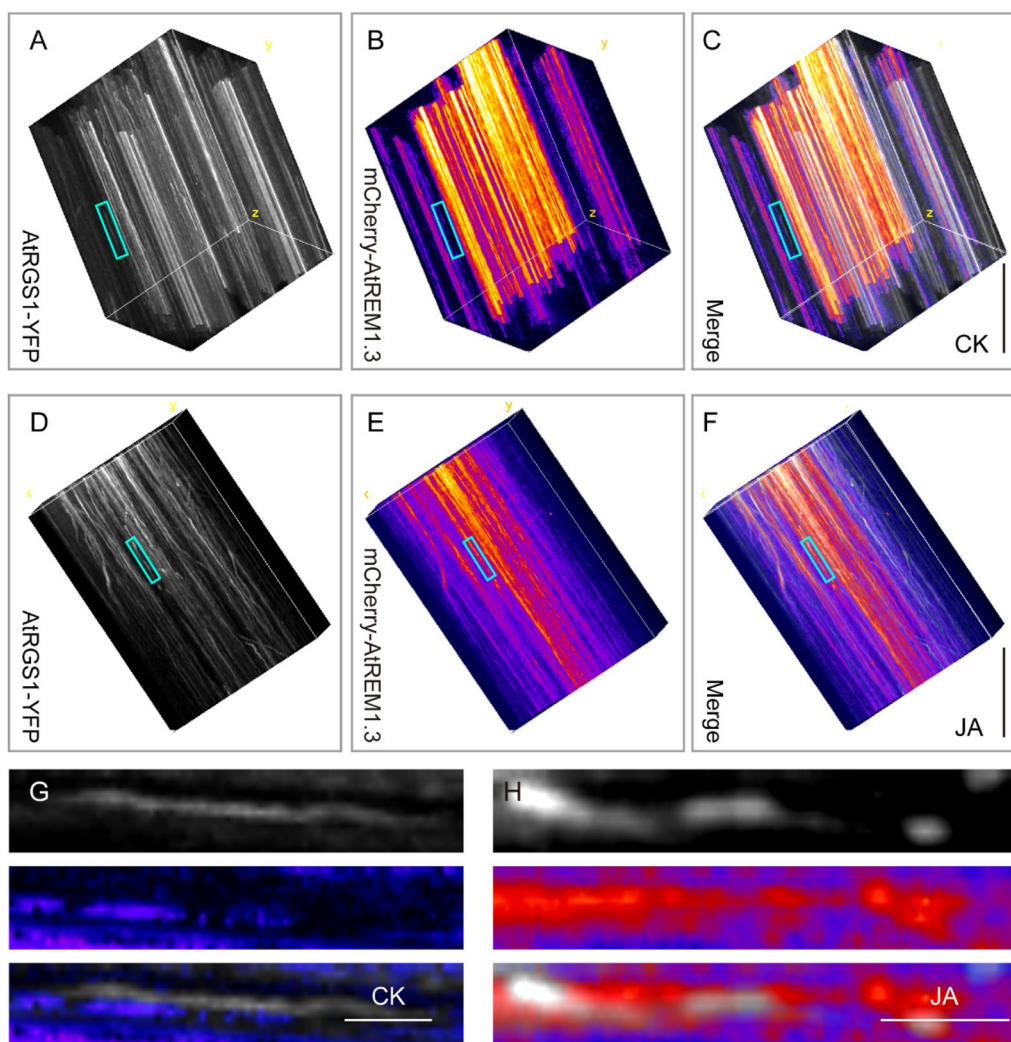 A
y
z
AtRGS1-YFP
B
y
z
mCherry-AtREM1.3
C
z
Merge
CK
D
y
AtRGS1-YFP
E
y
x
mCherry-AtREM1.3
F
Merge
JA
G
CK
H
JA